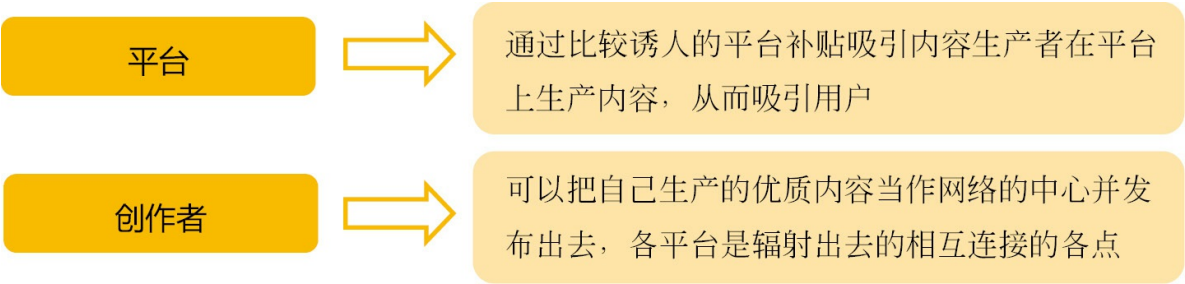 平台
通过比较诱人的平台补贴吸引内容生产者在平台
上生产内容，从而吸引用户
创作者
可以把自己生产的优质内容当作网络的中心并发
布出去，各平台是辐射出去的相互连接的各点